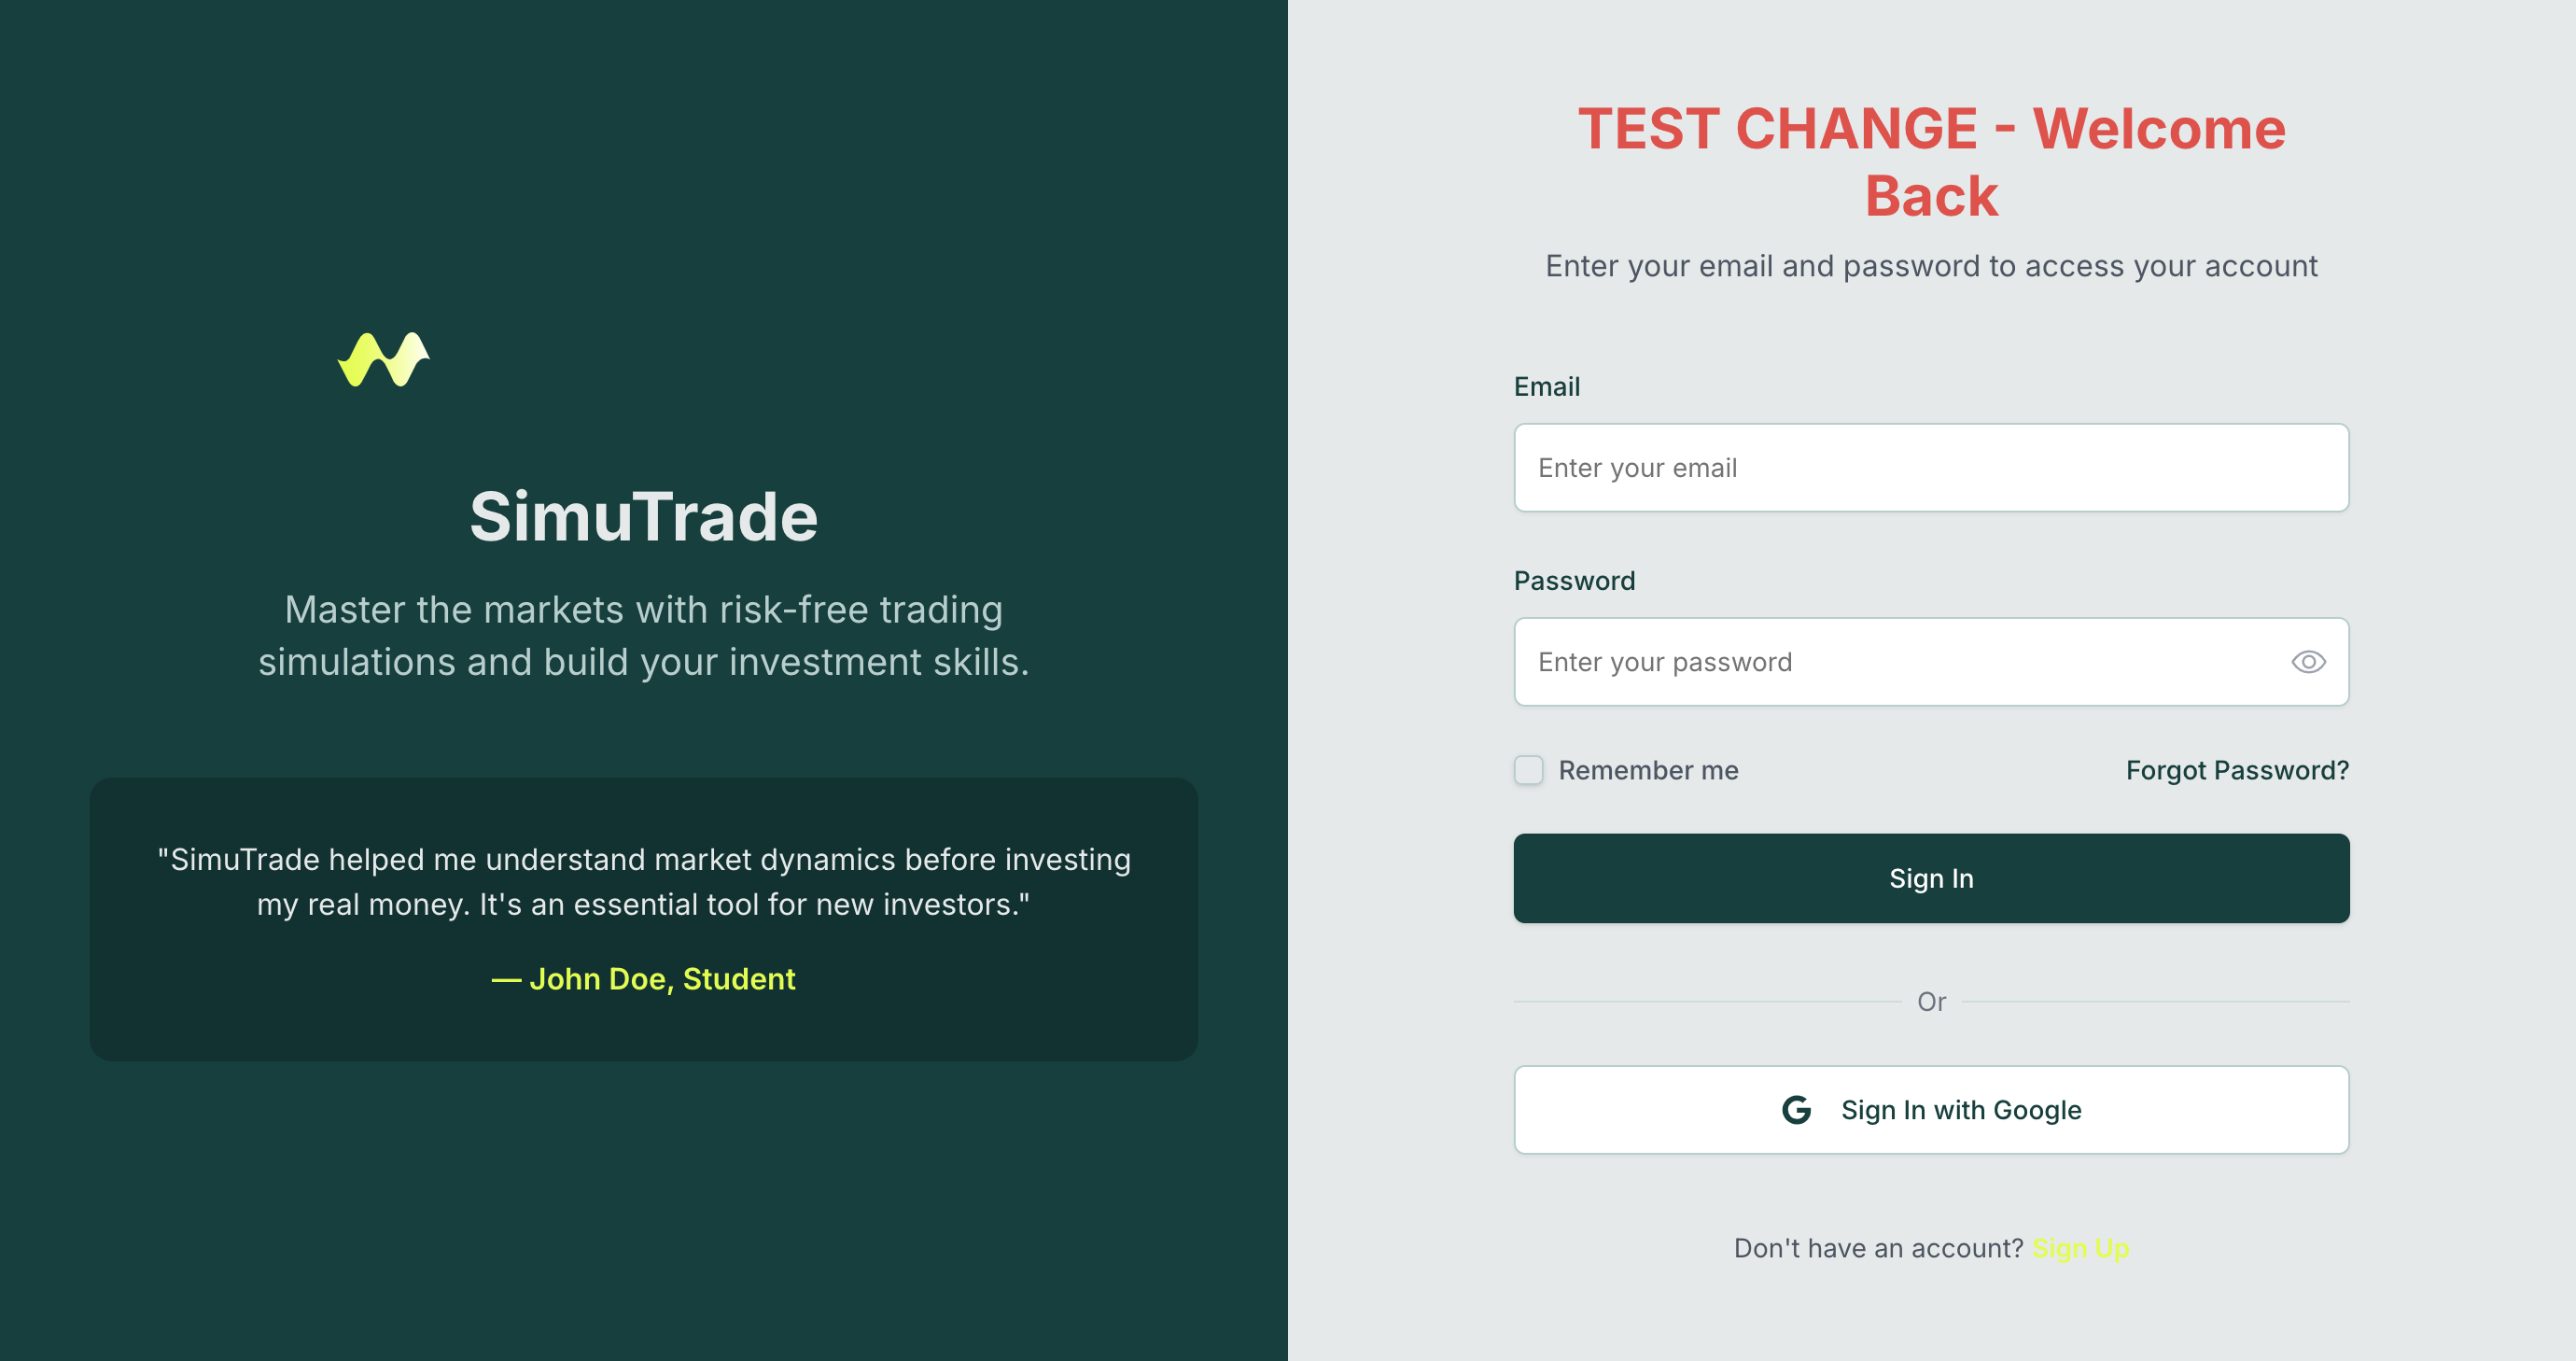 SimuTrade
Master the markets with risk-free trading
simulations and build your investment skills.
"SimuTrade helped me understand market dynamics before investing
my real money. It's an essential tool for new investors."
— John Doe, Student
TEST CHANGE - Welcome
Back
Enter your email and password to access your account
Email
Enter your email
Password
Enter your password
Remember me
Forgot Password?
Sign In
Or
Sign In with Google
Don't have an account? Sign Up